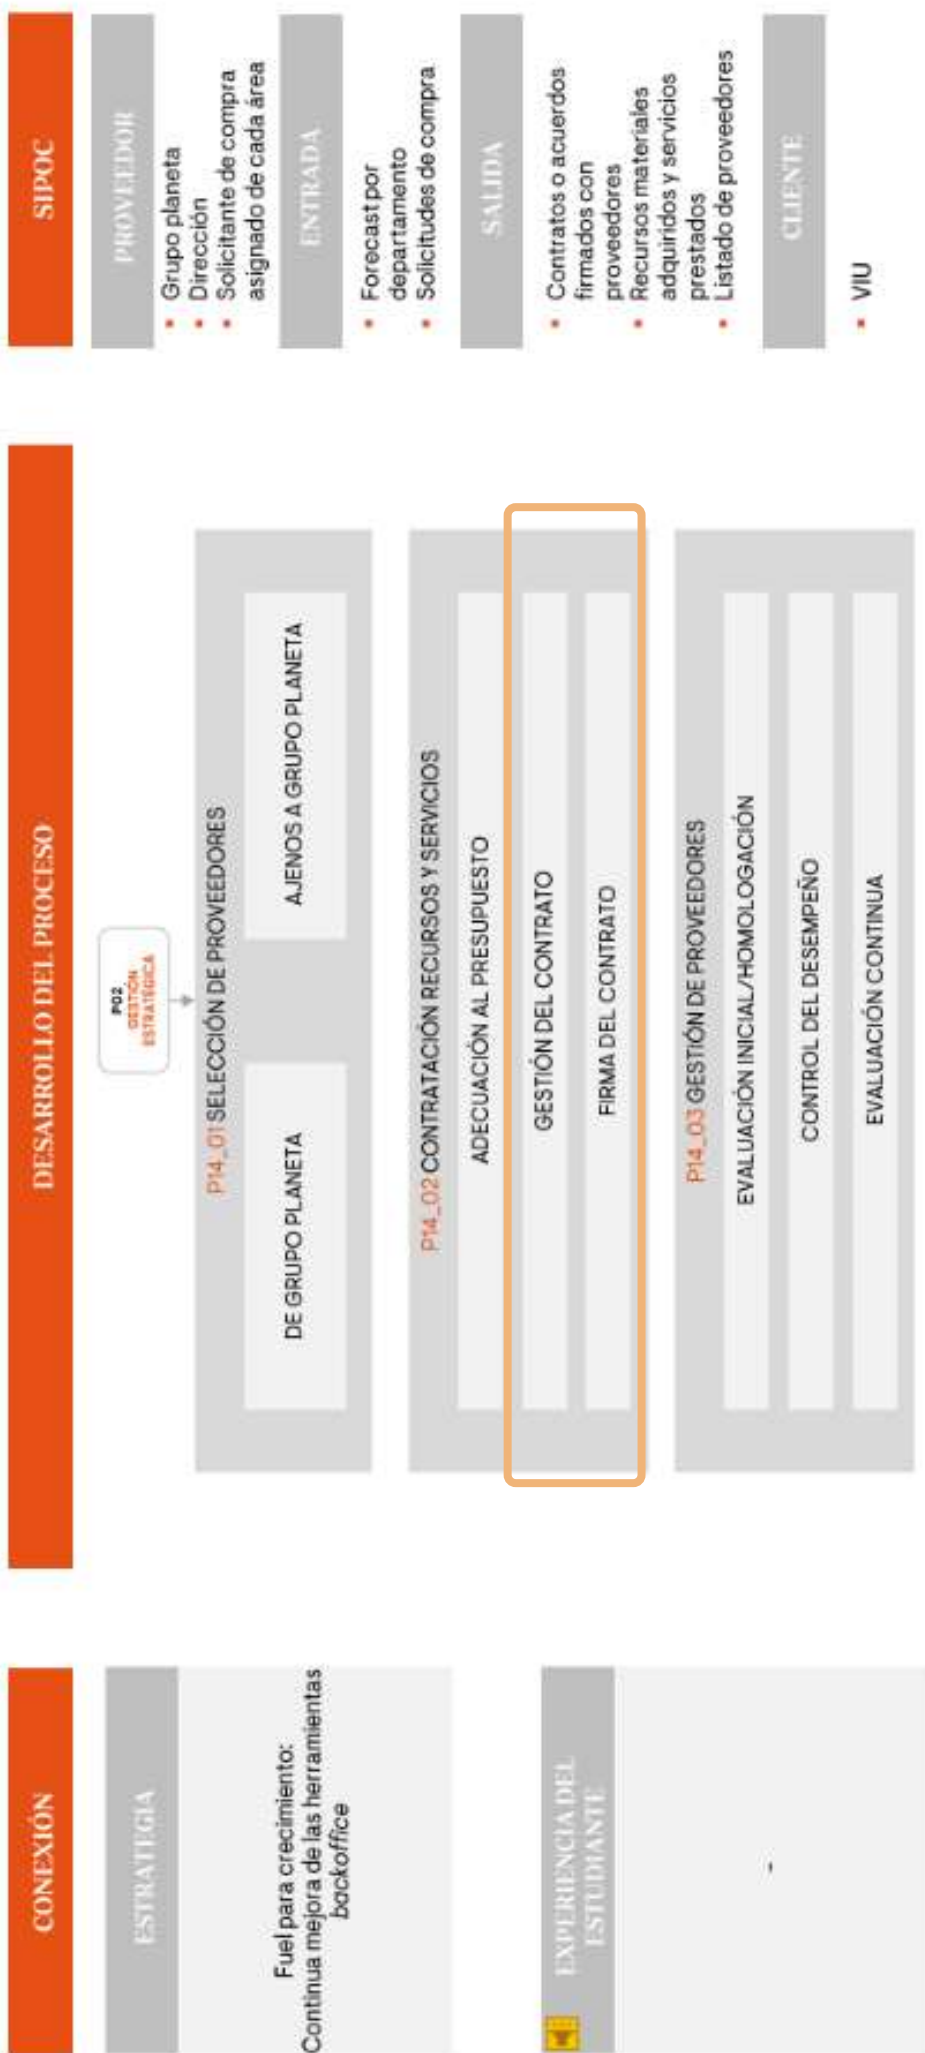 CONEXIÓN
ESTRATEGIA
Fuel para crecimiento:
Continua mejora de las herramientas
backoffice
EXPERIENCIA DEL
ESTUDIANTE
-
DESARROLLO DEL PROCESO
P02
GESTIÓN
ESTRATÉGICA
P14_01 SELECCIÓN DE PROVEEDORES
DE GRUPO PLANETA
AJENOS A GRUPO PLANETA
P14_02 CONTRATACIÓN RECURSOS Y SERVICIOS
ADECUACIÓN AL PRESUPUESTO
GESTIÓN DEL CONTRATO
FIRMA DEL CONTRATO
P14_03 GESTIÓN DE PROVEEDORES
EVALUACIÓN INICIAL/HOMOLOGACIÓN
CONTROL DEL DESEMPEÑO
EVALUACIÓN CONTINUA
SIPOC
PROVEEDOR
Grupo planeta
Dirección
Solicitante de compra
asignado de cada área
ENTRADA
Forecast por
departamento
Solicitudes de compra
SALIDA
Contratos o acuerdos
firmados con
proveedores
Recursos materiales
adquiridos y servicios
prestados
Listado de proveedores
CLIENTE
VIU